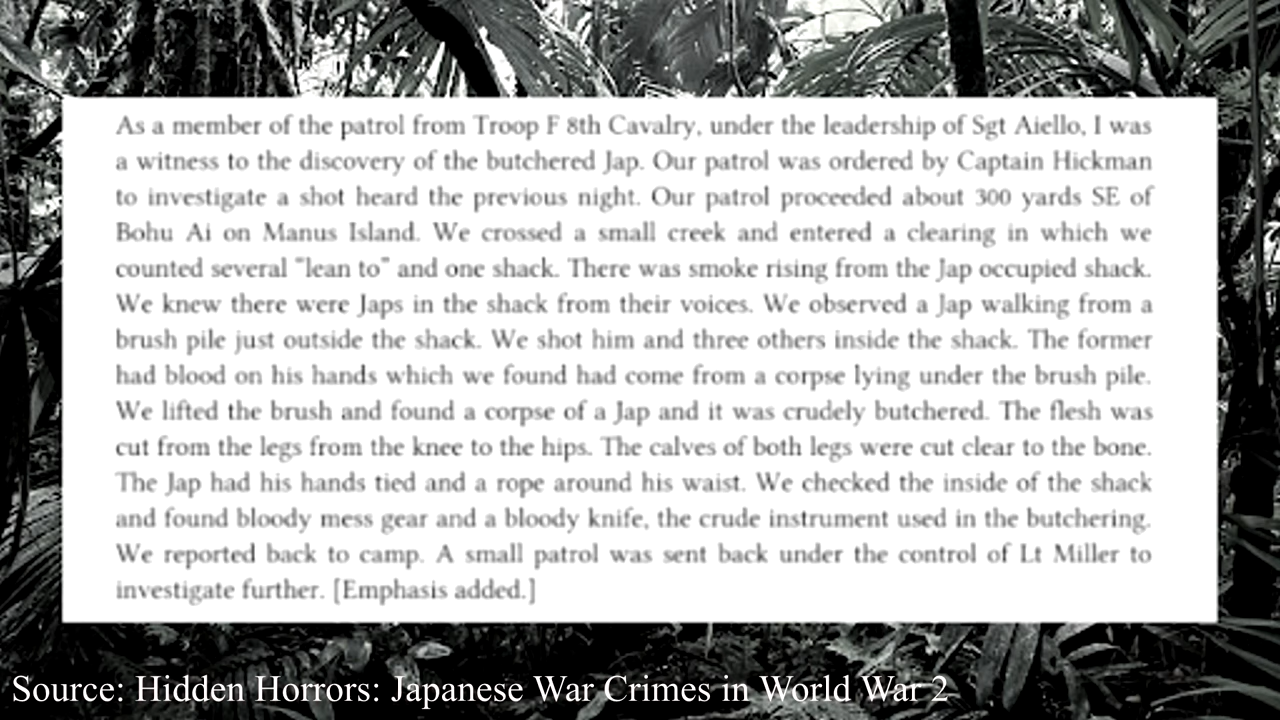 As a member of the patrol from Troop F 8th Cavalry, under the leadership of Sgt Aiello, I was
a witness to the discovery of the butchered Jap. Our patrol was ordered by Captain Hickman
to investigate a shot heard the previous night. Our patrol proceeded about 300 yards SE of
Bohu Ai on Manus Island. We crossed a small creek and entered a clearing in which we
counted several "lean to" and one shack. There was smoke rising from the Jap occupied shack.
We knew there were Japs in the shack from their voices. We observed a Jap walking from a
brush pile just outside the shack. We shot him and three others inside the shack. The former
had blood on his hands which we found had come from a corpse lying under the brush pile.
We lifted the brush and found a corpse of a Jap and it was crudely butchered. The flesh was
cut from the legs from the knee to the hips. The calves of both legs were cut clear to the bone.
The Jap had his hands tied and a rope around his waist. We checked the inside of the shack
and found bloody mess gear and a bloody knife, the crude instrument used in the butchering.
We reported back to camp. A small patrol was sent back under the control of Lt Miller to
investigate further. [Emphasis added.]
Source: Hidden Horrors: Japanese War Crimes in World War 2